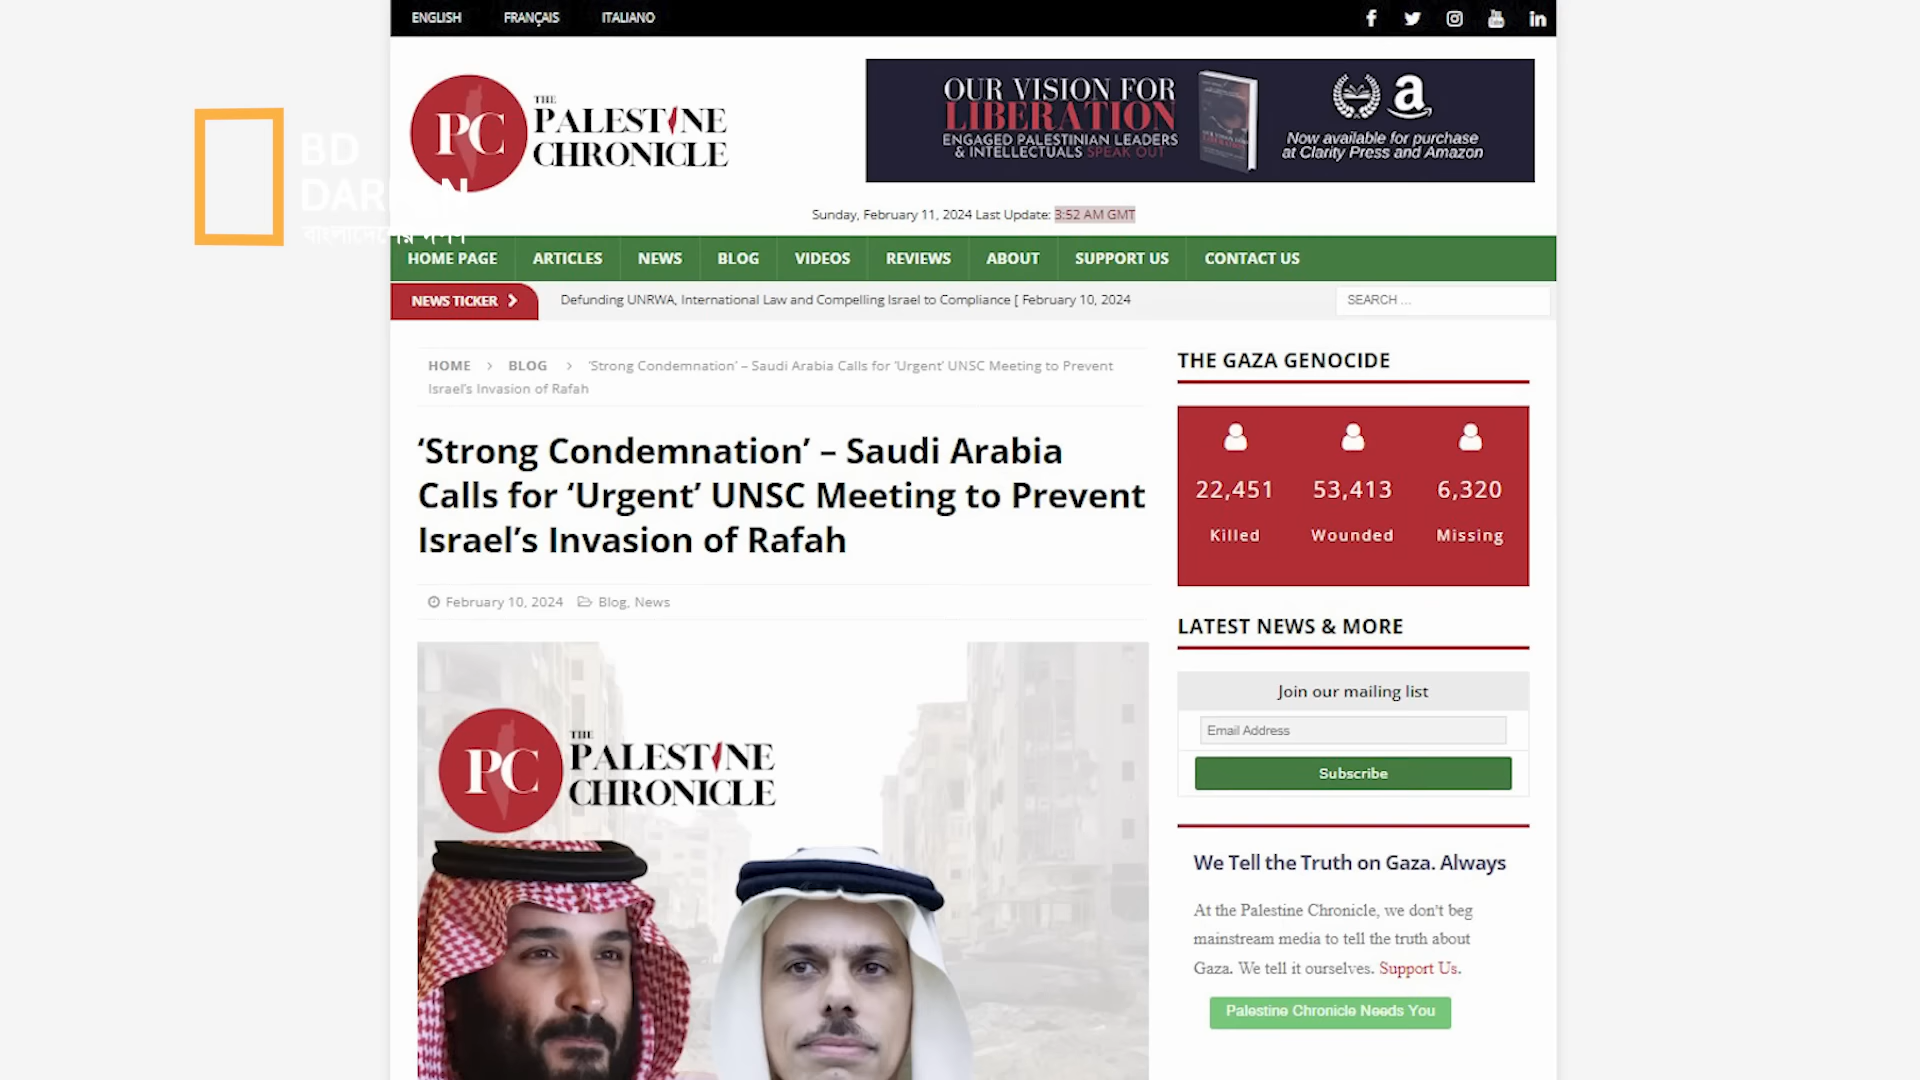 ENGLISH FRANÇAIS ITALIANO
THE
PC PALESTINE
CHRONICLE
OUR VISION FOR
LIBERATION
ENGAGED PALESTINIAN LEADERS
& INTELLECTUALS SPEAK OUT
Now available for purchase
at Clarity Press and Amazon
BD
বাংলাদেশের দর্পণ
Sunday, February 11, 2024 Last Update: 3:52 AM GMT
HOME PAGE ARTICLES NEWS BLOG VIDEOS REVIEWS ABOUT SUPPORT US CONTACT US
NEWS TICKER Defunding UNRWA, International Law and Compelling Israel to Compliance [ February 10, 2024
SEARCH ...
HOME > BLOG > ‘Strong Condemnation’ – Saudi Arabia Calls for ‘Urgent’ UNSC Meeting to Prevent
Israel’s Invasion of Rafah
‘Strong Condemnation’ – Saudi Arabia
Calls for ‘Urgent’ UNSC Meeting to Prevent
Israel’s Invasion of Rafah
February 10, 2024 Blog, News
THE
PC PALESTINE
CHRONICLE
THE GAZA GENOCIDE
22,451 53,413 6,320
Killed Wounded Missing
LATEST NEWS & MORE
Join our mailing list
Email Address
Subscribe
We Tell the Truth on Gaza. Always
At the Palestine Chronicle, we don't beg
mainstream media to tell the truth about
Gaza. We tell it ourselves. Support Us.
Palestine Chronicle Needs You